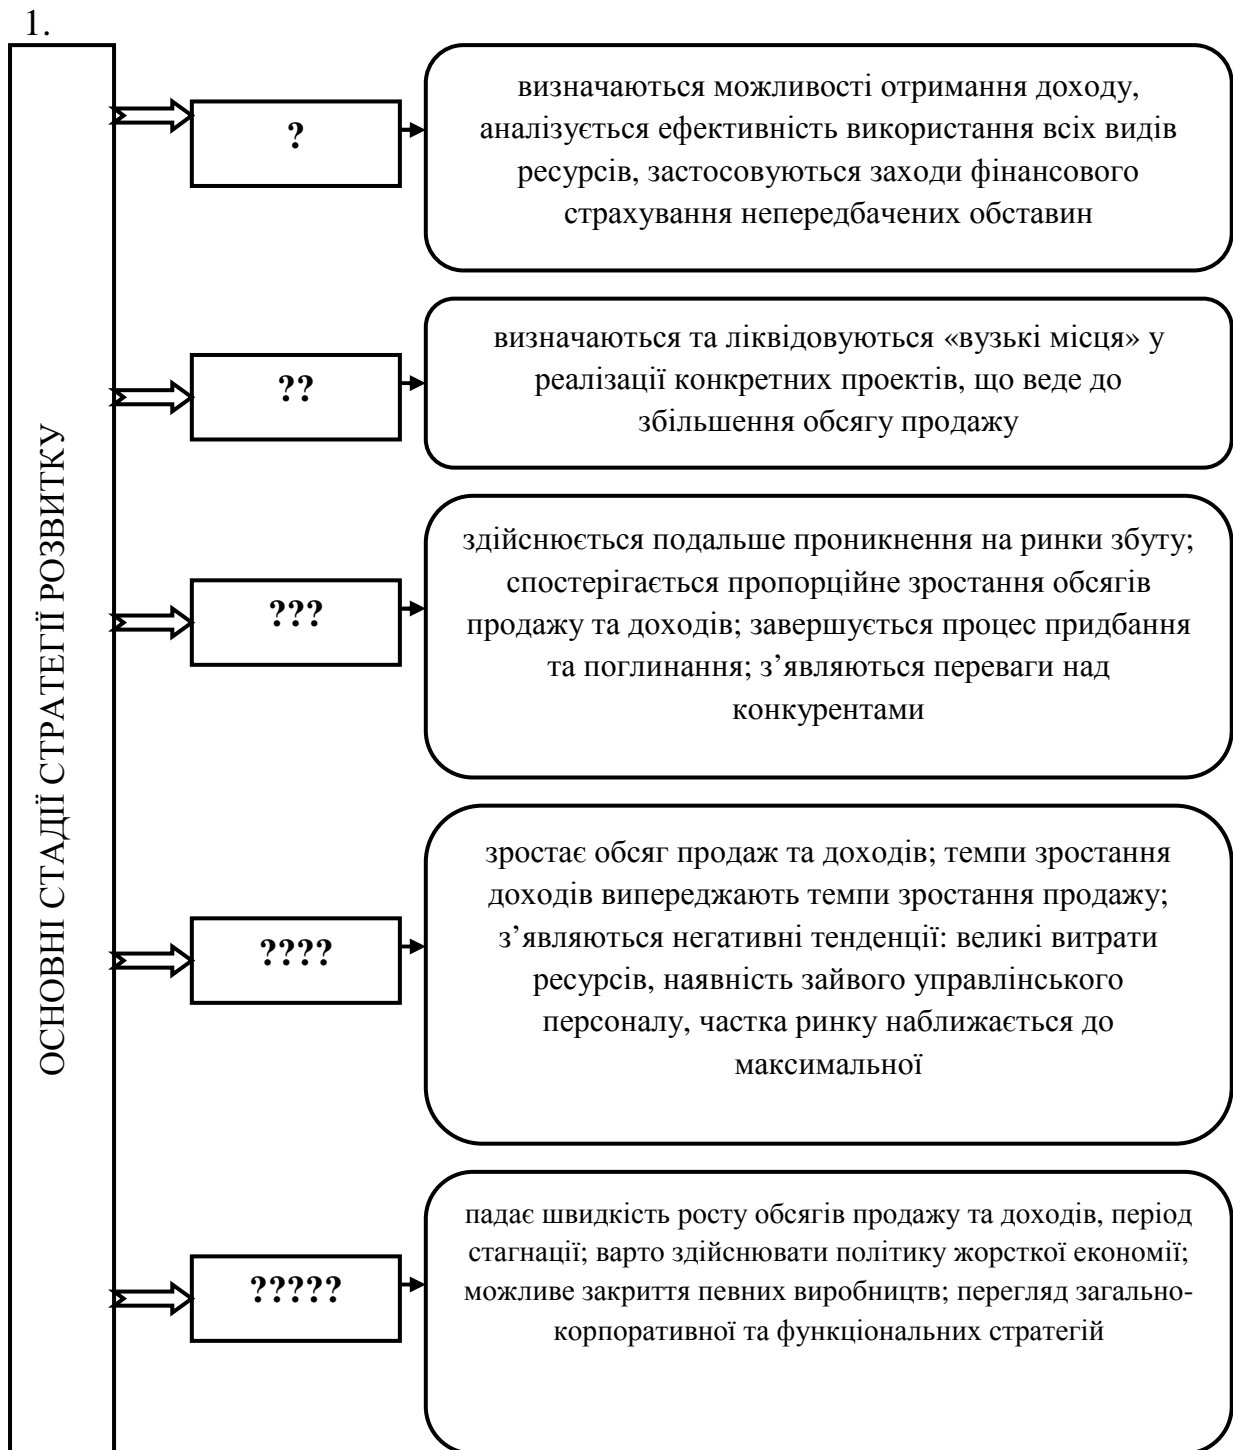 1.
ОСНОВНІ СТАДІЇ СТРАТЕГІЇ РОЗВИТКУ
?
визначаються можливості отримання доходу,
аналізується ефективність використання всіх видів
ресурсів, застосовуються заходи фінансового
страхування непередбачених обставин
??
визначаються та ліквідовуються «вузькі місця» у
реалізації конкретних проектів, що веде до
збільшення обсягу продажу
???
здійснюється подальше проникнення на ринки збуту;
спостерігається пропорційне зростання обсягів
продажу та доходів; завершується процес придбання
та поглинання; з’являються переваги над
конкурентами
????
зростає обсяг продаж та доходів; темпи зростання
доходів випереджають темпи зростання продажу;
з’являються негативні тенденції: великі витрати
ресурсів, наявність зайвого управлінського
персоналу, частка ринку наближається до
максимальної
?????
падає швидкість росту обсягів продажу та доходів, період
стагнації; варто здійснювати політику жорсткої економії;
можливе закриття певних виробництв; перегляд загально-
корпоративної та функціональних стратегій